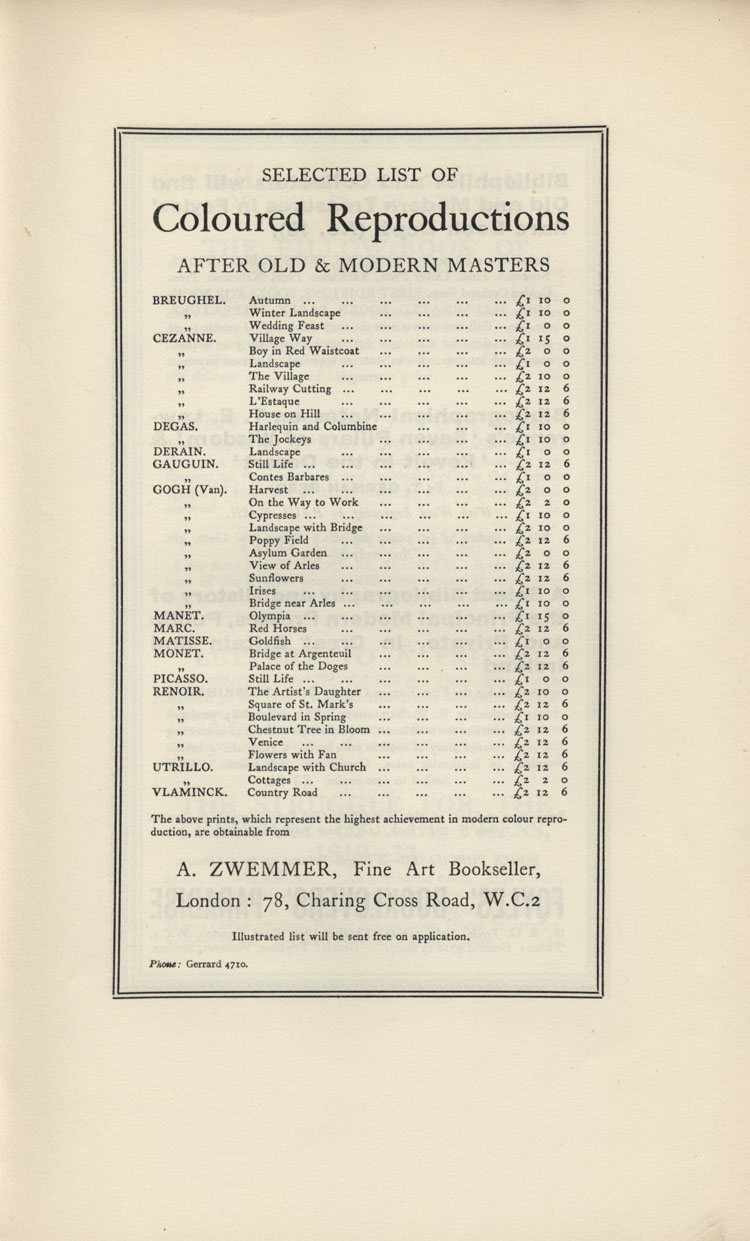 SELECTED LIST OF
Coloured Reproductions
AFTER OLD & MODERN MASTERS
BREUGHEL. Autumn ... ... ... ... ... ... £1 10 0
„ Winter Landscape ... ... ... ... £1 10 0
„ Wedding Feast ... ... ... ... ... £1 0 0
CEZANNE. Village Way ... ... ... ... ... £1 15 0
„ Boy in Red Waistcoat ... ... ... ... £2 0 0
„ Landscape ... ... ... ... ... £1 0 0
„ The Village ... ... ... ... ... £2 10 0
„ Railway Cutting ... ... ... ... ... £2 12 6
„ L'Estaque ... ... ... ... ... £2 12 6
„ House on Hill ... ... ... ... ... £2 12 6
DEGAS. Harlequin and Columbine ... ... ... £1 10 0
„ The Jockeys ... ... ... ... ... £1 10 0
DERAIN. Landscape ... ... ... ... ... £1 0 0
GAUGUIN. Still Life ... ... ... ... ... ... £2 12 6
„ Contes Barbares ... ... ... ... ... £1 0 0
GOGH (Van). Harvest ... ... ... ... ... ... £2 0 0
„ On the Way to Work ... ... ... ... £2 2 0
„ Cypresses ... ... ... ... ... ... £1 10 0
„ Landscape with Bridge ... ... ... ... £2 10 0
„ Poppy Field ... ... ... ... ... £2 12 6
„ Asylum Garden ... ... ... ... ... £2 0 0
„ View of Arles ... ... ... ... ... £2 12 6
„ Sunflowers ... ... ... ... ... £2 12 6
„ Irises ... ... ... ... ... ... £1 10 0
„ Bridge near Arles ... ... ... ... ... £1 10 0
MANET. Olympia ... ... ... ... ... ... £1 15 0
MARC. Red Horses ... ... ... ... ... £2 12 6
MATISSE. Goldfish ... ... ... ... ... ... £1 0 0
MONET. Bridge at Argenteuil ... ... ... ... £2 12 6
„ Palace of the Doges ... ... ... ... £2 12 6
PICASSO. Still Life ... ... ... ... ... ... £1 0 0
RENOIR. The Artist's Daughter ... ... ... ... £2 10 0
„ Square of St. Mark's ... ... ... ... £2 12 6
„ Boulevard in Spring ... ... ... ... £1 10 0
„ Chestnut Tree in Bloom ... ... ... ... £2 12 6
„ Venice ... ... ... ... ... ... £2 12 6
„ Flowers with Fan ... ... ... ... £2 12 6
UTRILLO. Landscape with Church ... ... ... ... £2 12 6
„ Cottages ... ... ... ... ... ... £2 2 0
VLAMINCK. Country Road ... ... ... ... ... £2 12 6
The above prints, which represent the highest achievement in modern colour repro-
duction, are obtainable from
A. ZWEMMER, Fine Art Bookseller,
London : 78, Charing Cross Road, W.C.2
Illustrated list will be sent free on application.
Phone: Gerrard 4710.